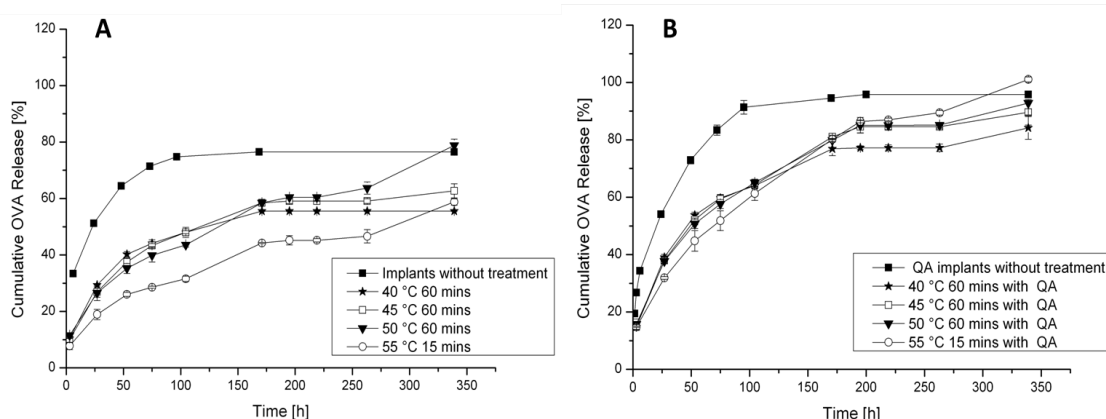 A
Cumulative OVA Release [%]
120
100
80
60
40
20
0
Implants without treatment
40 °C 60 mins
45 °C 60 mins
50 °C 60 mins
55 °C 15 mins
0 50 100 150 200 250 300 350
Time [h]
B
Cumulative OVA Release [%]
120
100
80
60
40
20
0
QA implants without treatment
40 °C 60 mins with QA
45 °C 60 mins with QA
50 °C 60 mins with QA
55 °C 15 mins with QA
0 50 100 150 200 250 300 350
Time [h]